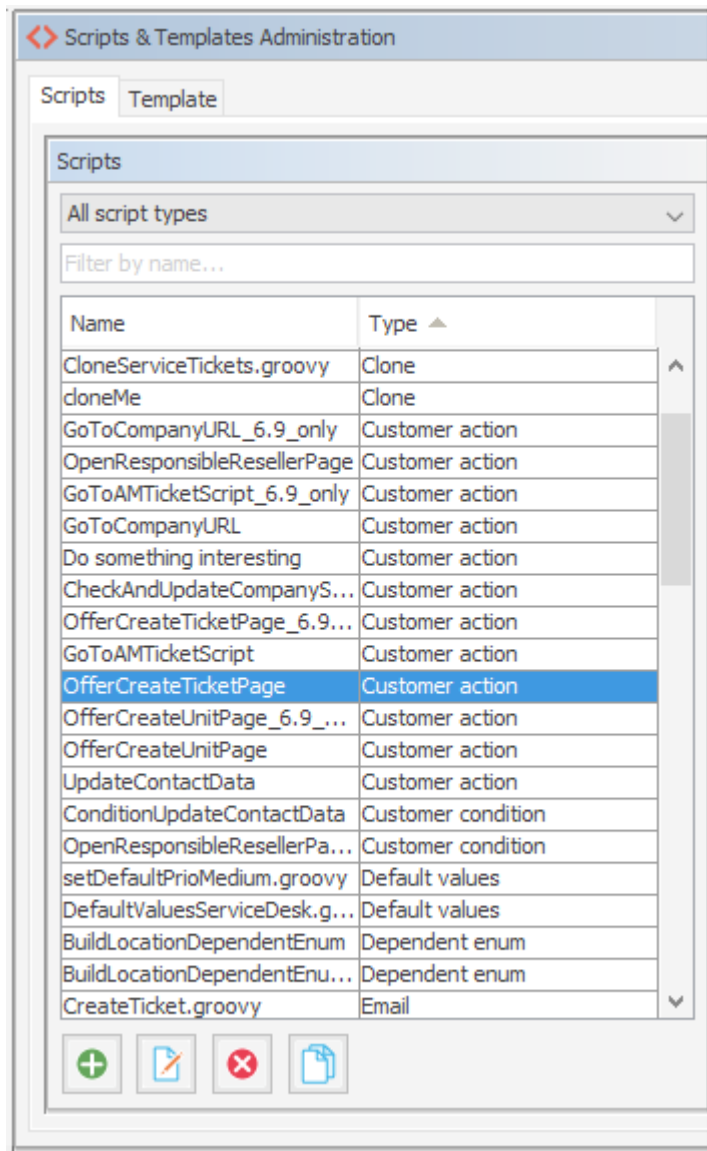 Scripts & Templates Administration
Scripts Template
Scripts
All script types
Filter by name...
Name Type
CloneServiceTickets.groovy Clone
cloneMe Clone
GoToCompanyURL_6.9_only Customer action
OpenResponsibleResellerPage Customer action
GoToAMTicketScript_6.9_only Customer action
GoToCompanyURL Customer action
Do something interesting Customer action
CheckAndUpdateCompanyS... Customer action
OfferCreateTicketPage_6.9... Customer action
GoToAMTicketScript Customer action
OfferCreateTicketPage Customer action
OfferCreateUnitPage_6.9_... Customer action
OfferCreateUnitPage Customer action
UpdateContactData Customer action
ConditionUpdateContactData Customer condition
OpenResponsibleResellerPa... Customer condition
setDefaultPrioMedium.groovy Default values
DefaultValuesServiceDesk.g... Default values
BuildLocationDependentEnum Dependent enum
BuildLocationDependentEnu... Dependent enum
CreateTicket.groovy Email